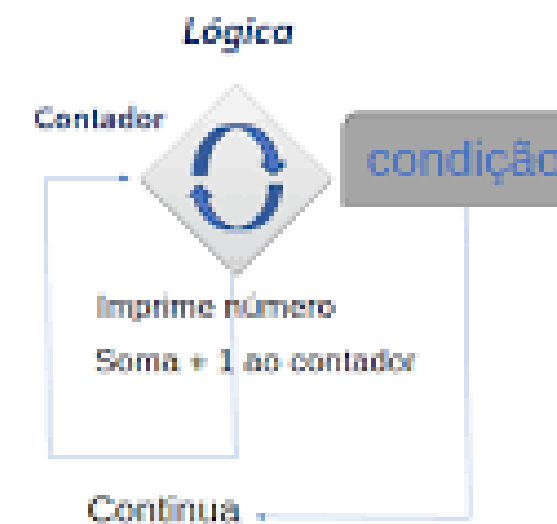 Lógica
Contador
condição
Imprime número
Soma + 1 ao contador
Continua